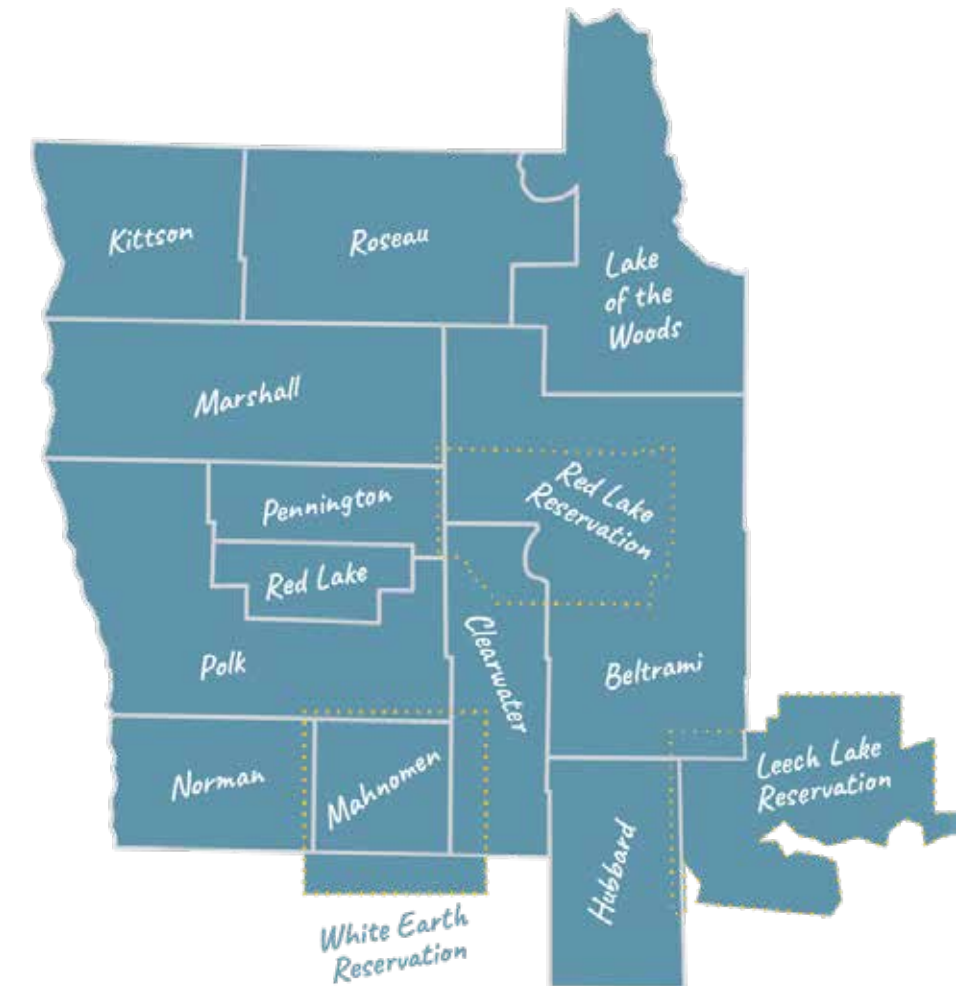 Kittson
Roseau
Lake
of the
Woods
Marshall
Red Lake
Reservation
Pennington
Red Lake
Clearwater
Polk
Beltrami
Norman
Mahnomen
Leech Lake
Reservation
Hubbard
White Earth
Reservation